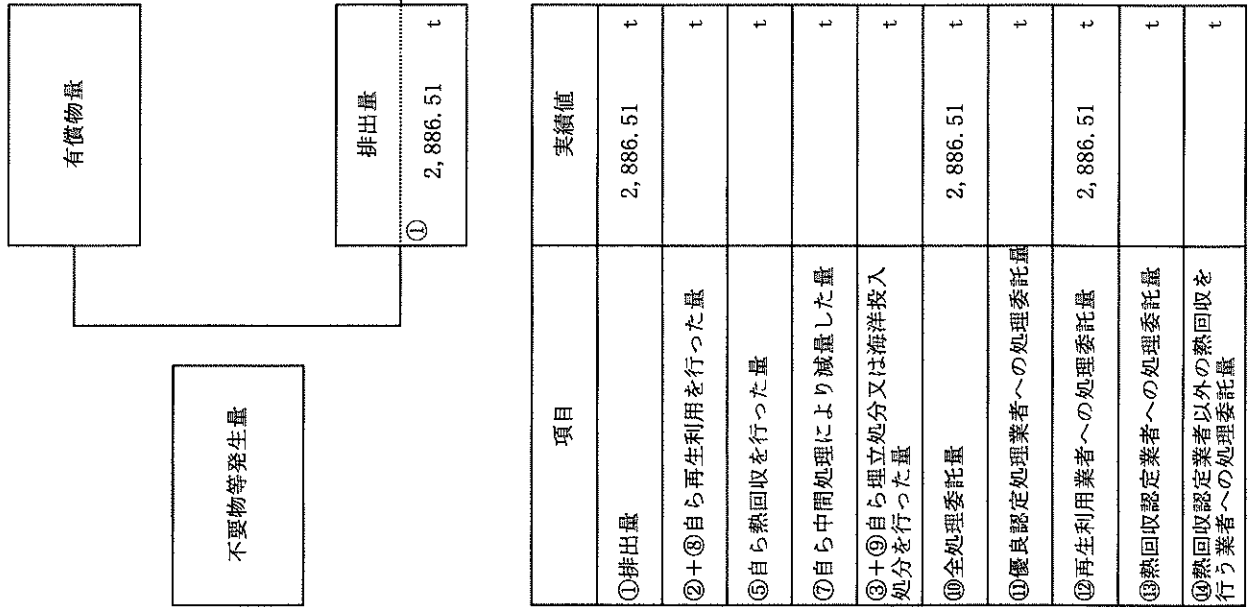 有償物量
不要物等発生量
排出量
① 2,886.51 t
項目 実績値
①排出量 2,886.51 t
②+⑧自ら再生利用を行った量 t
⑤自ら熱回収を行った量 t
⑦自ら中間処理により減量した量 t
③+⑨自ら埋立処分又は海洋投入 t
処分を行った量
⑩全処理委託量 2,886.51 t
⑪優良認定処理業者への処理委託量 t
⑫再生利用業者への処理委託量 2,886.51 t
⑬熱回収認定業者への処理委託量 t
⑭熱回収認定業者以外の熱回収を t
行う業者への処理委託量